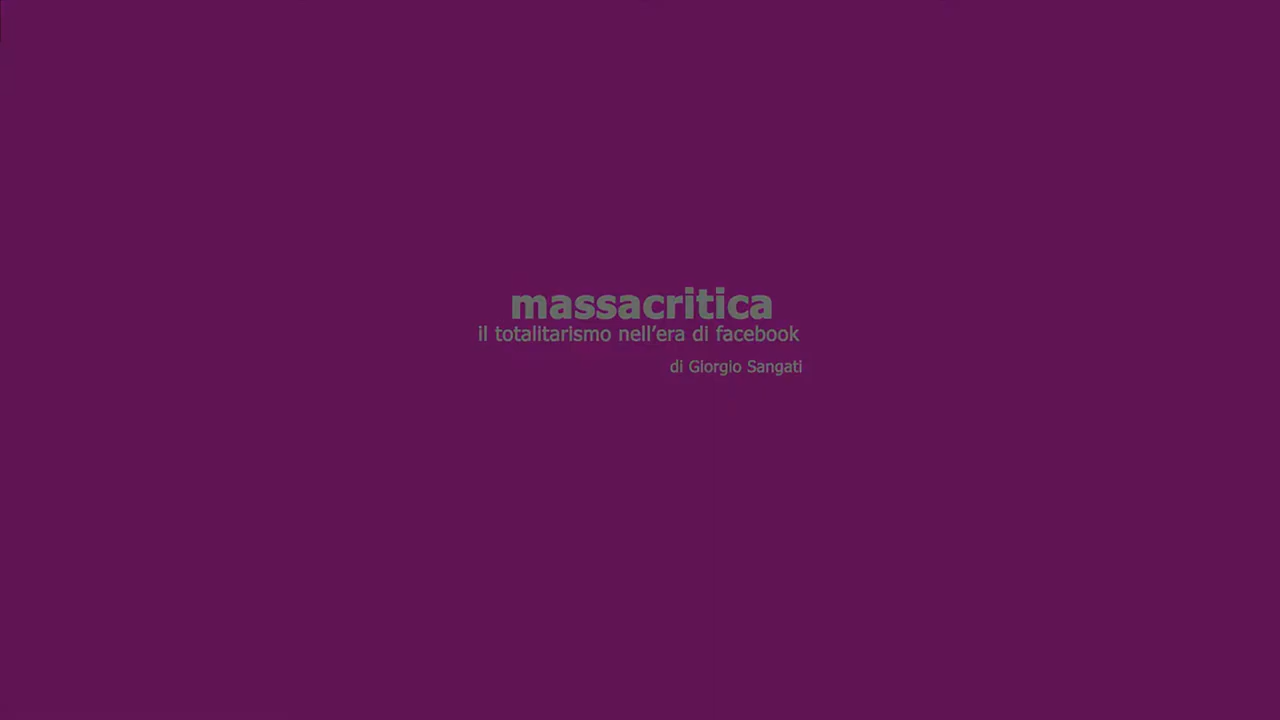 massacritica
il totalitarismo nell’era di facebook
di Giorgio Sangati